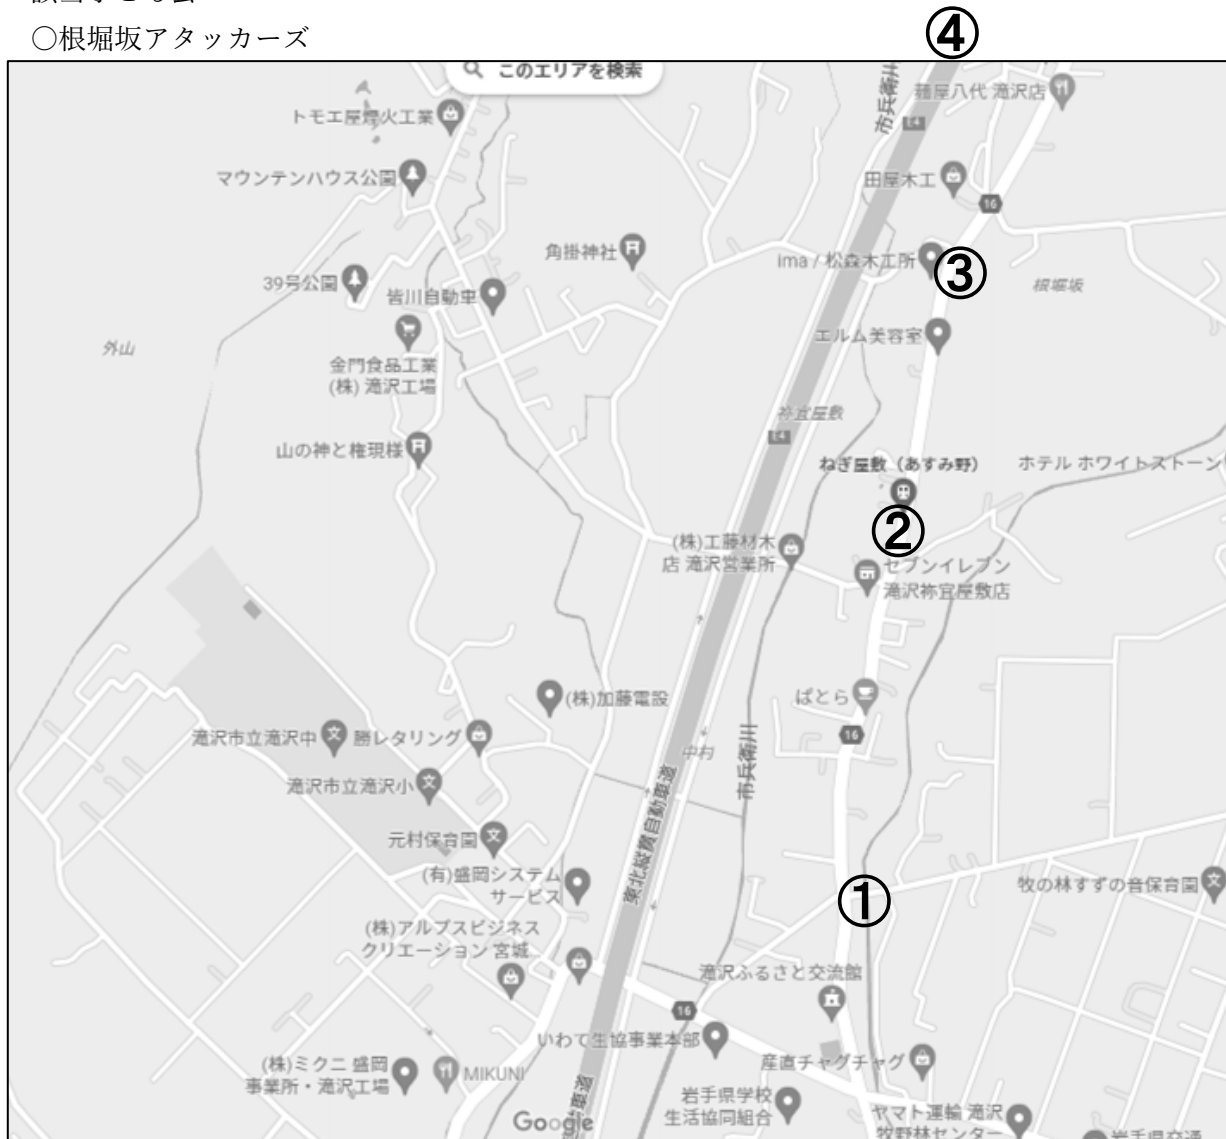 〇根堀坂アタッカーズ
④
このエリアを検索
麺屋八代 滝沢店
市兵衛川
E4
トモエ屋煙火工業
マウンテンハウス公園
田屋木工
16
角掛神社
ima / 松森木工所
③
39号公園
皆川自動車
根堀坂
エルム美容室
外山
金門食品工業
(株) 滝沢工場
祢宜屋敷
E4
山の神と権現様
ねぎ屋敷（あすみ野）
ホテル ホワイトストーン
②
(株)工藤材木
店 滝沢営業所
セブンイレブン
滝沢祢宜屋敷店
(株)加藤電設
ぱとら
16
滝沢市立滝沢中
勝レタリング
中村
市兵衛川
滝沢市立滝沢小
東北縦貫自動車道
元村保育園
(有)盛岡システム
サービス
牧の林すずの音保育園
①
(株)アルプスビジネス
クリエーション 宮城...
滝沢ふるさと交流館
16
いわて生協事業本部
産直チャグチャグ
(株)ミクニ 盛岡
事業所・滝沢工場
MIKUNI
岩手県学校
生活協同組合
ヤマト運輸 滝沢
牧野林センター
Google
岩手県交通